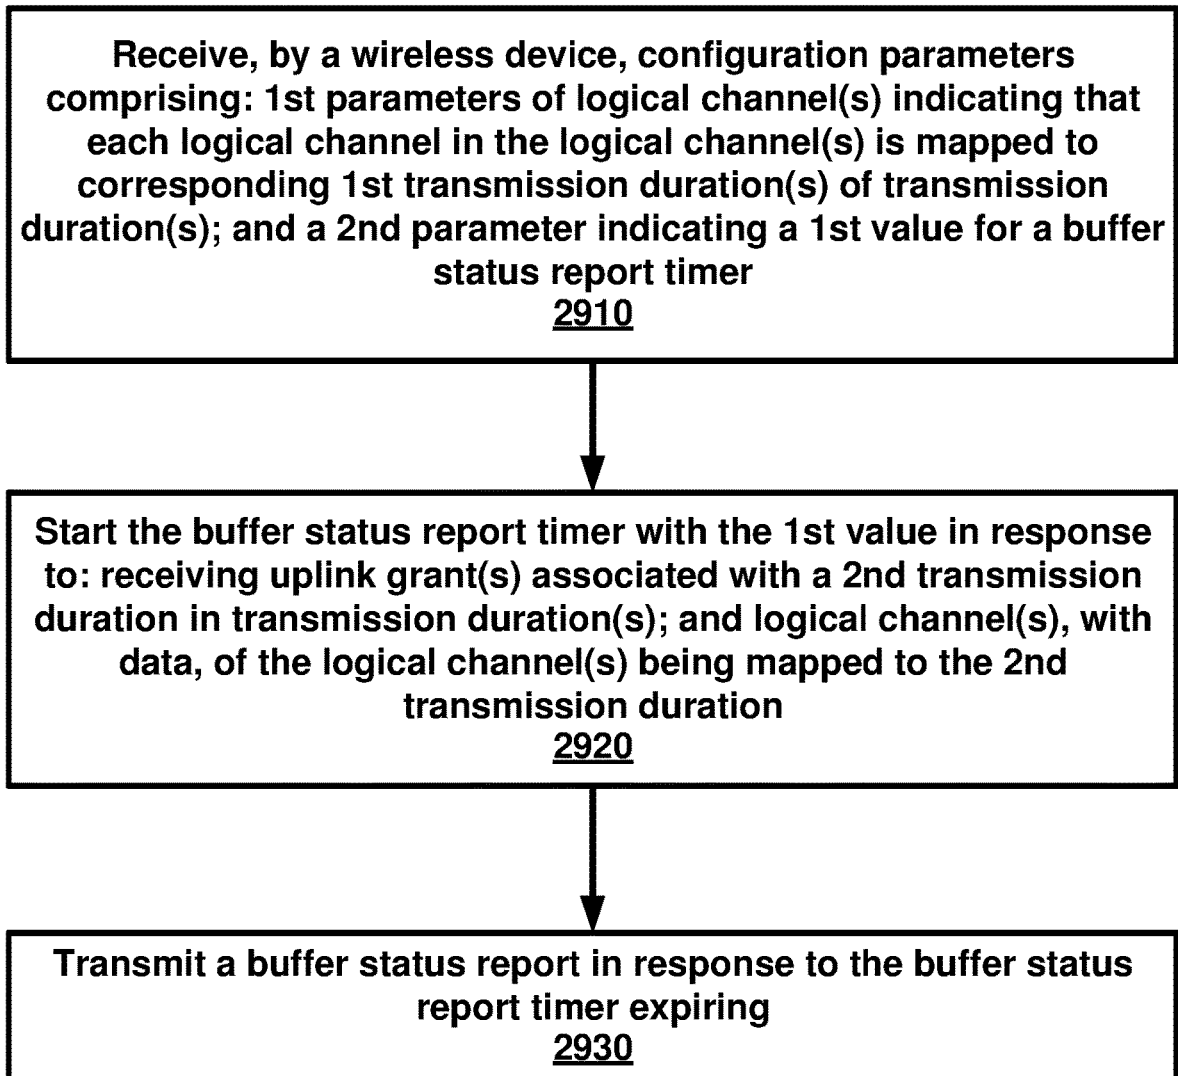 Receive, by a wireless device, configuration parameters
comprising: 1st parameters of logical channel(s) indicating that
each logical channel in the logical channel(s) is mapped to
corresponding 1st transmission duration(s) of transmission
duration(s); and a 2nd parameter indicating a 1st value for a buffer
status report timer
2910
Start the buffer status report timer with the 1st value in response
to: receiving uplink grant(s) associated with a 2nd transmission
duration in transmission duration(s); and logical channel(s), with
data, of the logical channel(s) being mapped to the 2nd
transmission duration
2920
Transmit a buffer status report in response to the buffer status
report timer expiring
2930